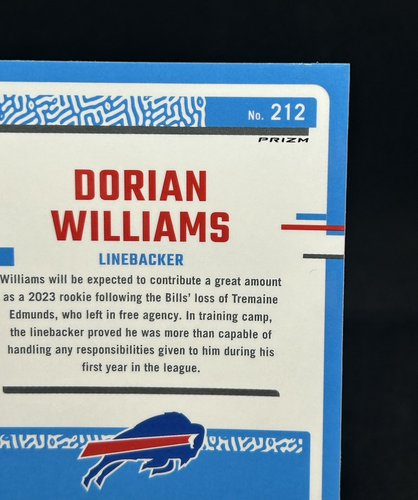 No. 212
PRIZM
DORIAN
WILLIAMS
LINEBACKER
Williams will be expected to contribute a great amount
as a 2023 rookie following the Bills' loss of Tremaine
Edmunds, who left in free agency. In training camp,
the linebacker proved he was more than capable of
handling any responsibilities given to him during his
first year in the league.